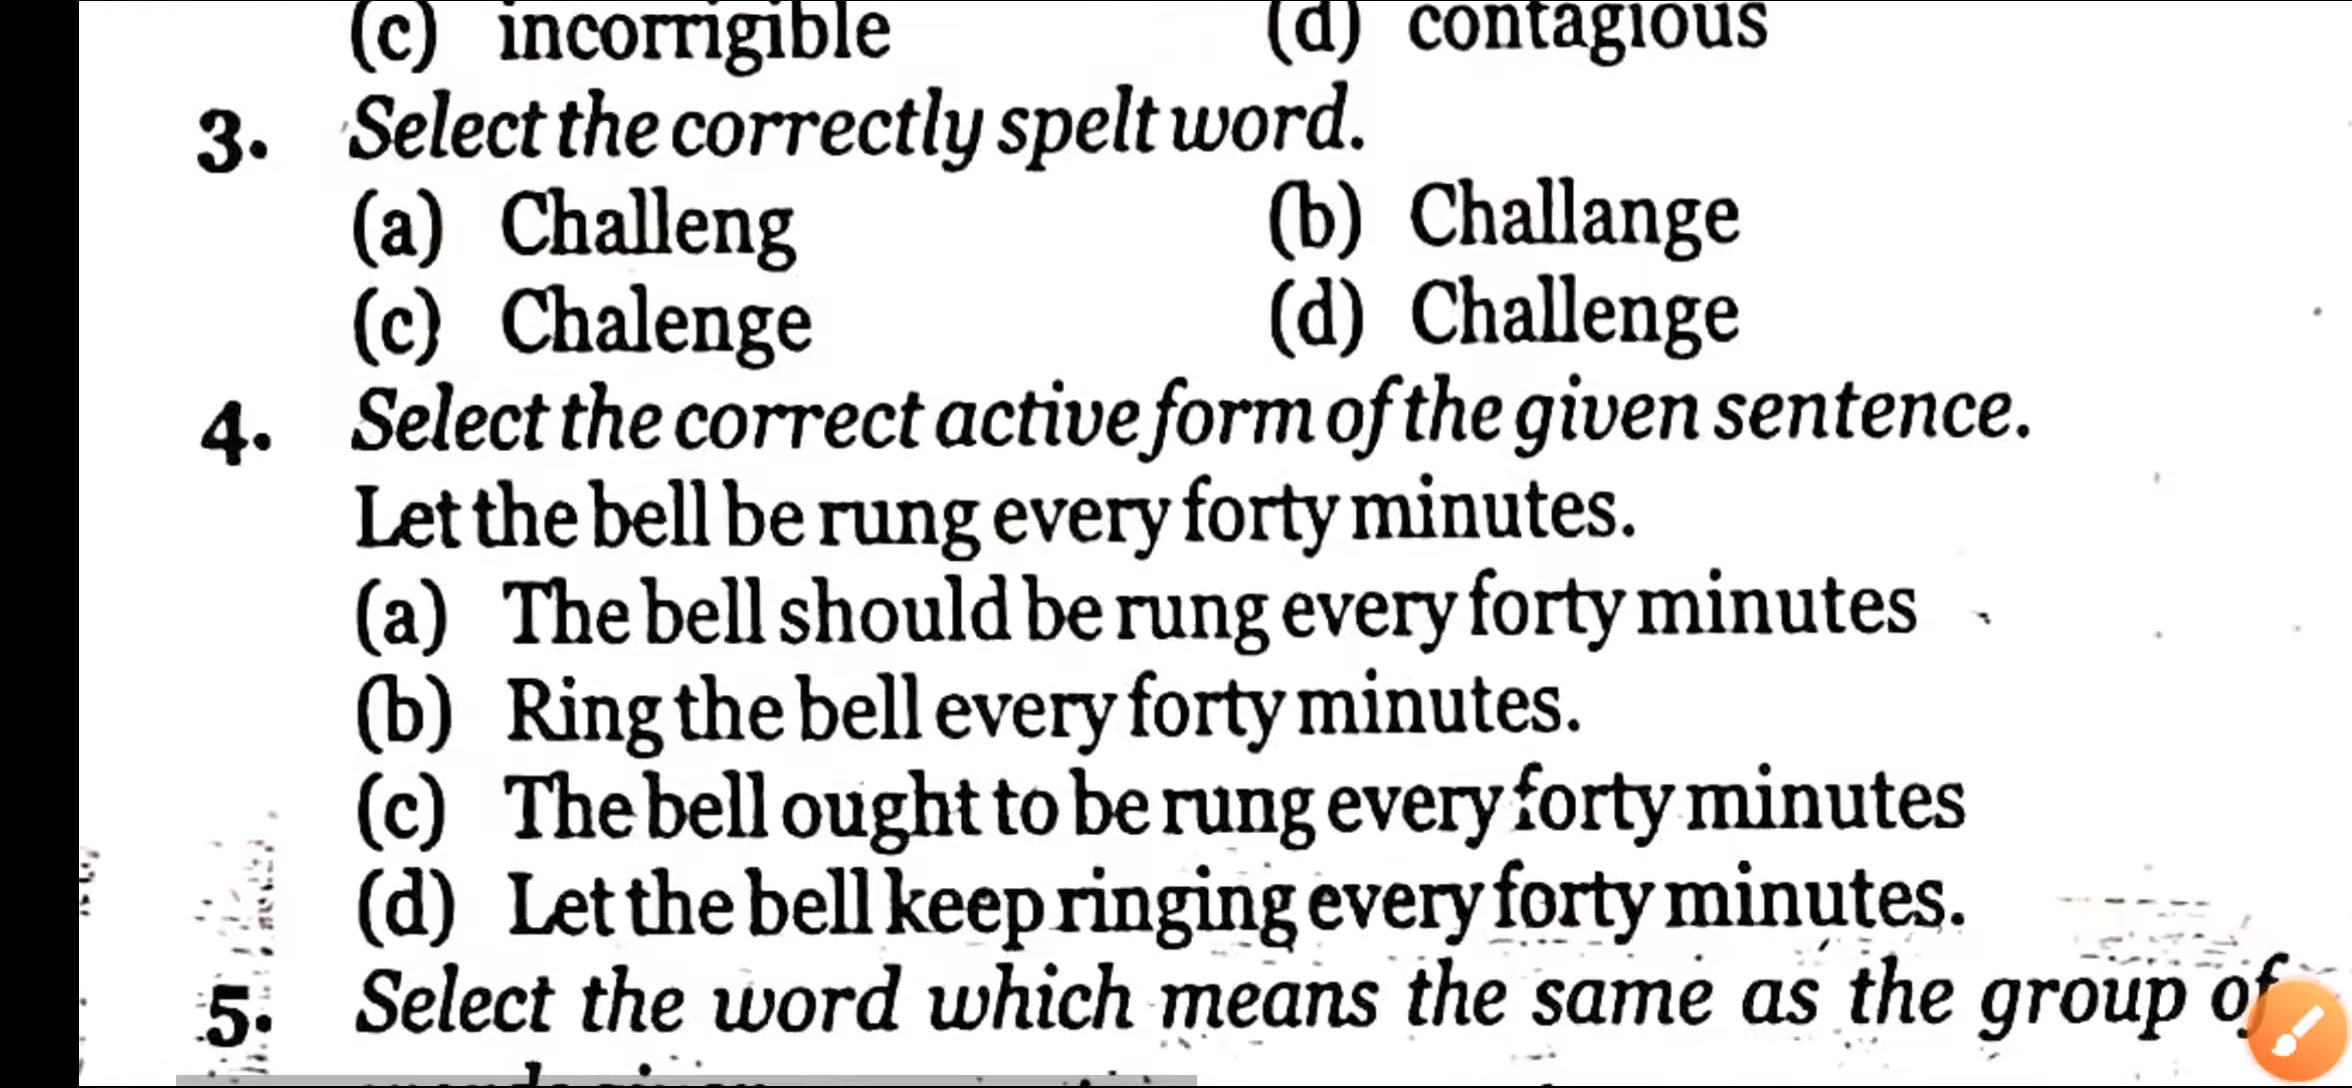 (c) incorrigible (d) contagious
3. Select the correctly spelt word.
(a) Challeng (b) Challange
(c) Chalenge (d) Challenge
4. Select the correct active form of the given sentence.
Let the bell be rung every forty minutes.
(a) The bell should be rung every forty minutes
(b) Ring the bell every forty minutes.
(c) The bell ought to be rung every forty minutes
(d) Let the bell keep ringing every forty minutes.
5. Select the word which means the same as the group of